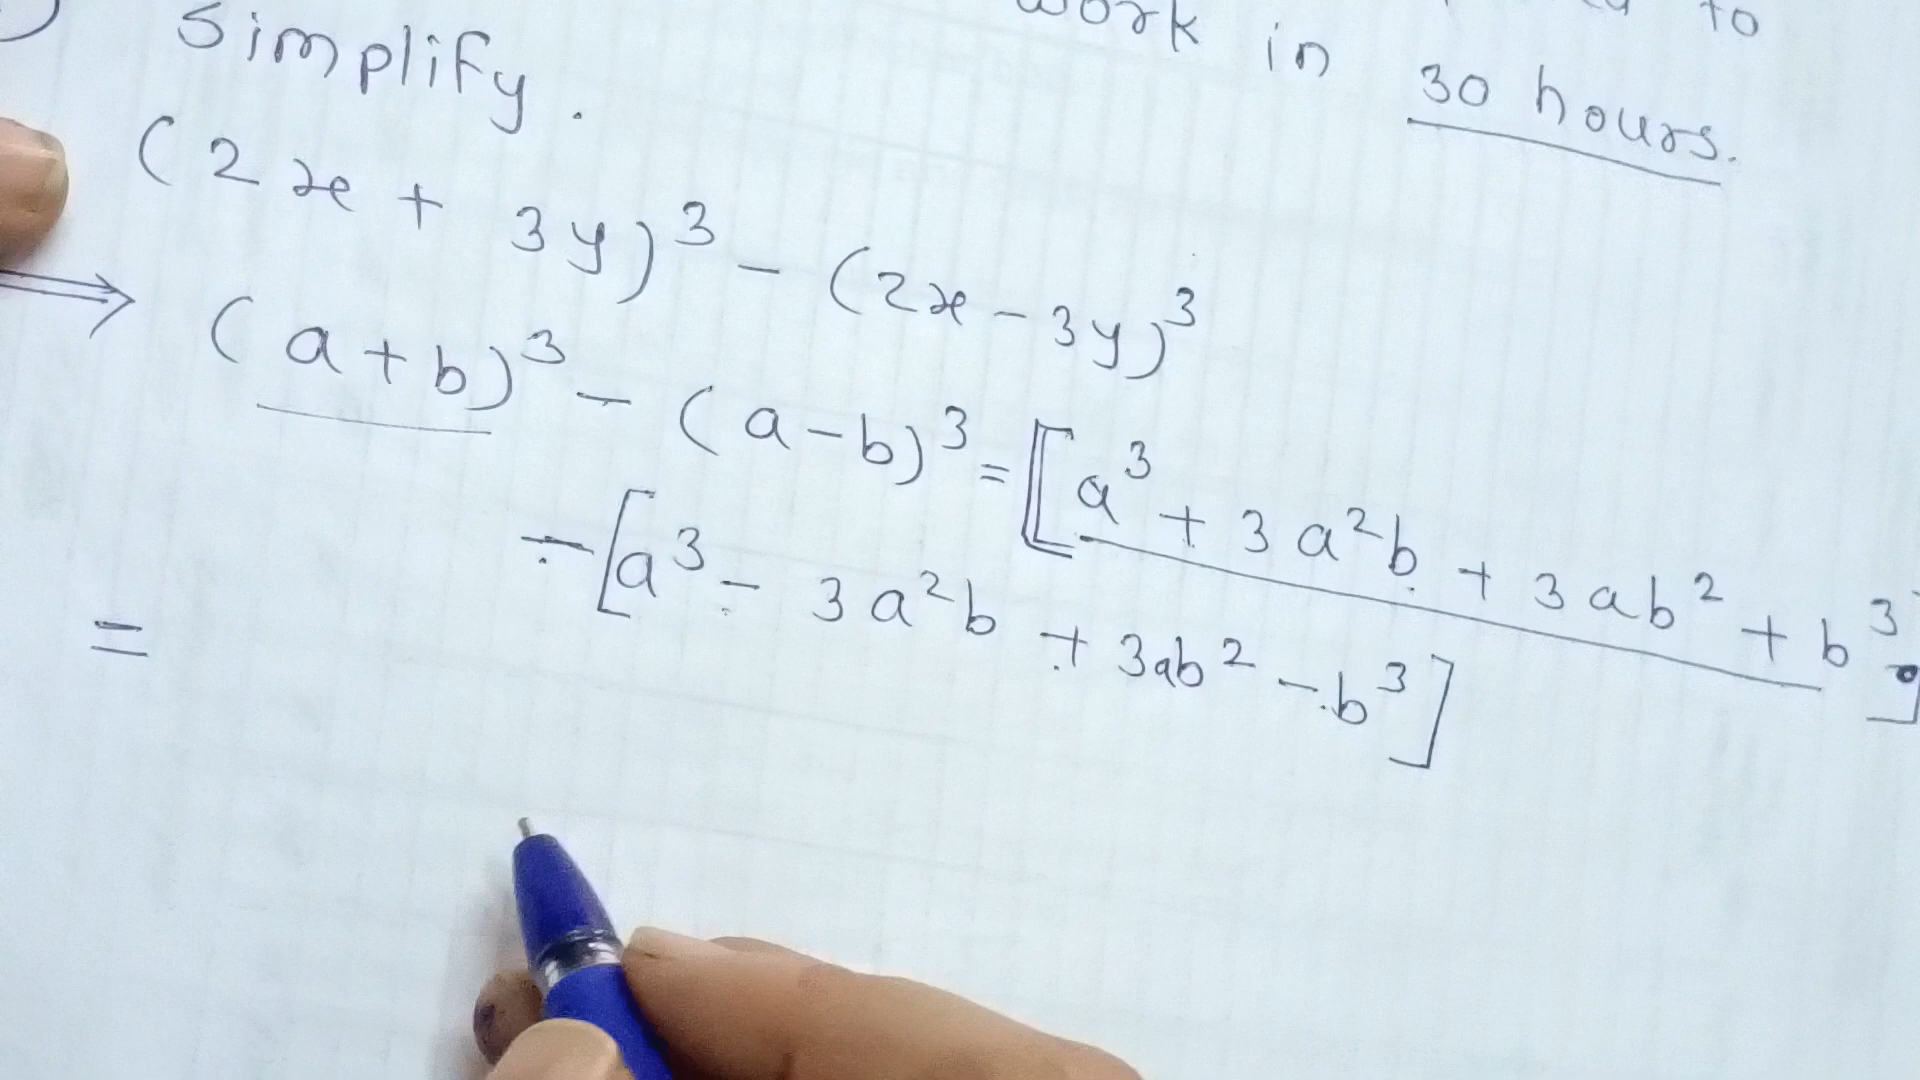 work in
to
30 hours.
Simplify.
(2x + 3y)³ - (2x - 3y)³
⇒ (a+b)³ - (a-b)³ = [a³ + 3a²b + 3ab² + b³]
- [a³ - 3a²b + 3ab² - b³]
=